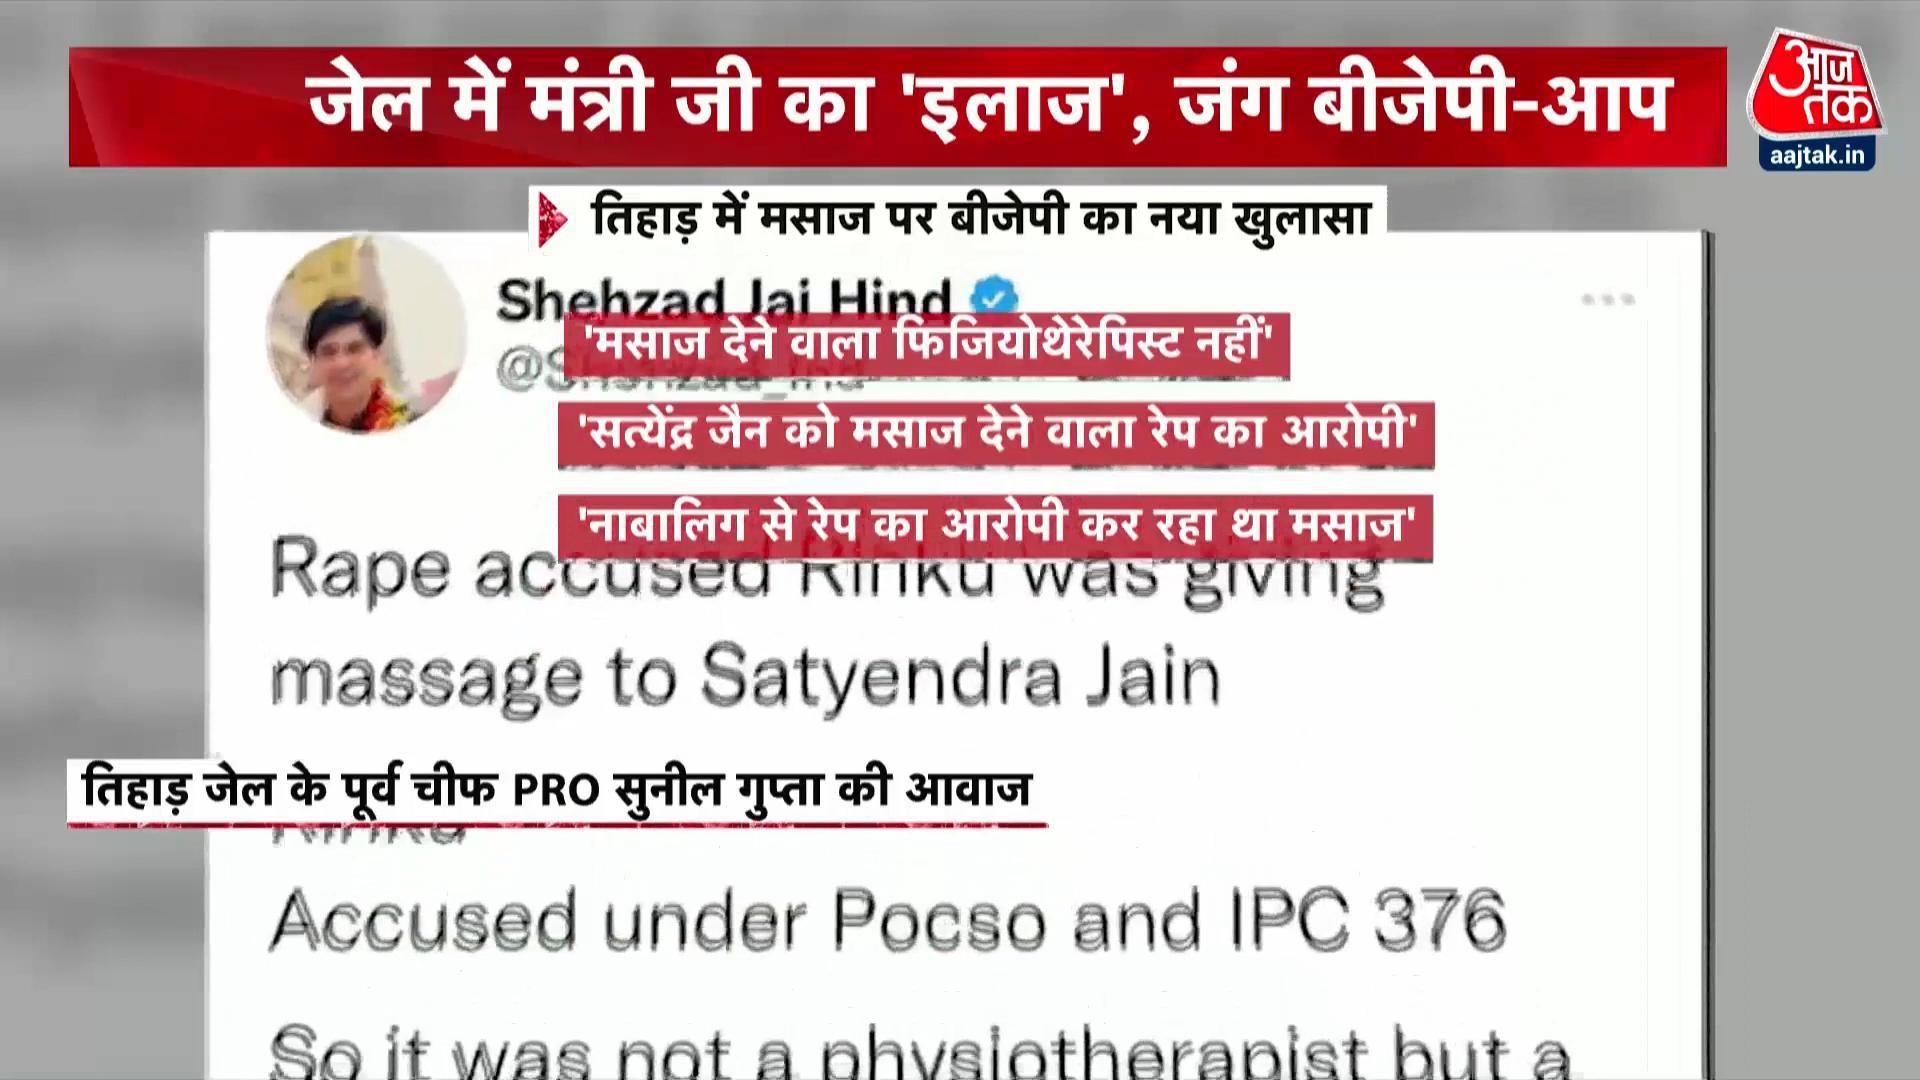 जेल में मंत्री जी का 'इलाज', जंग बीजेपी-आप
आज
तक
aajtak.in
तिहाड़ में मसाज पर बीजेपी का नया खुलासा
Shehzad Jai Hind
'मसाज देने वाला फिजियोथेरेपिस्ट नहीं'
@Shehzad_Ind
'सत्येंद्र जैन को मसाज देने वाला रेप का आरोपी'
'नाबालिग से रेप का आरोपी कर रहा था मसाज'
Rape accused Rinku was giving
massage to Satyendra Jain
तिहाड़ जेल के पूर्व चीफ PRO सुनील गुप्ता की आवाज
Rinku
Accused under Pocso and IPC 376
So it was not a physiotherapist but a